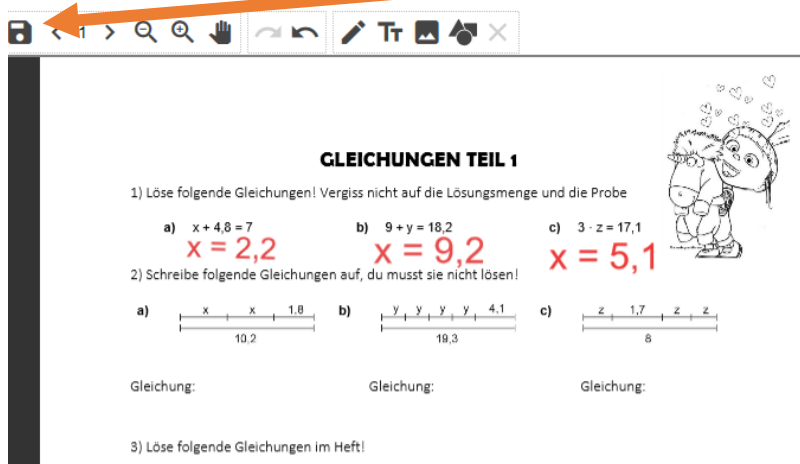 1
Tт
GLEICHUNGEN TEIL 1
1) Löse folgende Gleichungen! Vergiss nicht auf die Lösungsmenge und die Probe
a) x + 4,8 = 7 b) 9 + y = 18,2 c) 3 · z = 17,1
x = 2,2 x = 9,2 x = 5,1
2) Schreibe folgende Gleichungen auf, du musst sie nicht lösen!
a) x x 1,8 b) y y y y 4,1 c) z 1,7 z z
10,2 19,3 8
Gleichung: Gleichung: Gleichung:
3) Löse folgende Gleichungen im Heft!